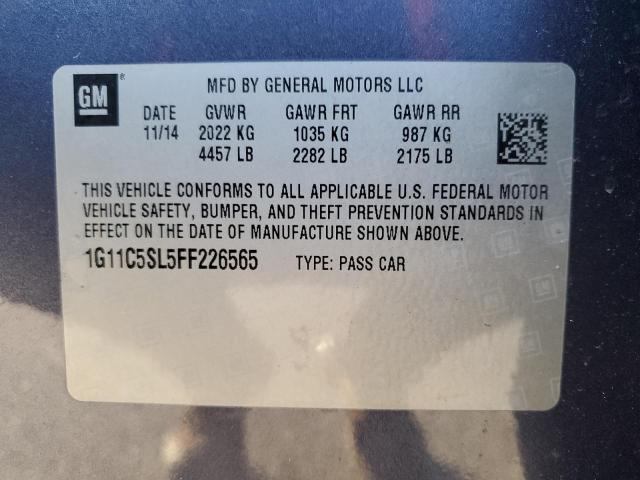 GM ®
MFD BY GENERAL MOTORS LLC
DATE GVWR GAWR FRT GAWR RR
11/14 2022 KG 1035 KG 987 KG
4457 LB 2282 LB 2175 LB
THIS VEHICLE CONFORMS TO ALL APPLICABLE U.S. FEDERAL MOTOR
VEHICLE SAFETY, BUMPER, AND THEFT PREVENTION STANDARDS IN
EFFECT ON THE DATE OF MANUFACTURE SHOWN ABOVE.
1G11C5SL5FF226565 TYPE: PASS CAR